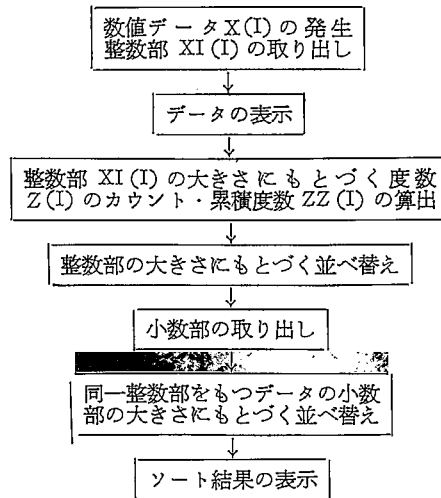 数値データX(I)の発生
整数部 XI(I)の取り出し
データの表示
整数部 XI(I)の大きさにもとづく度数
Z(I)のカウント・累積度数 ZZ(I)の算出
整数部の大きさにもとづく並べ替え
小数部の取り出し
同一整数部をもつデータの小数
部の大きさにもとづく並べ替え
ソート結果の表示